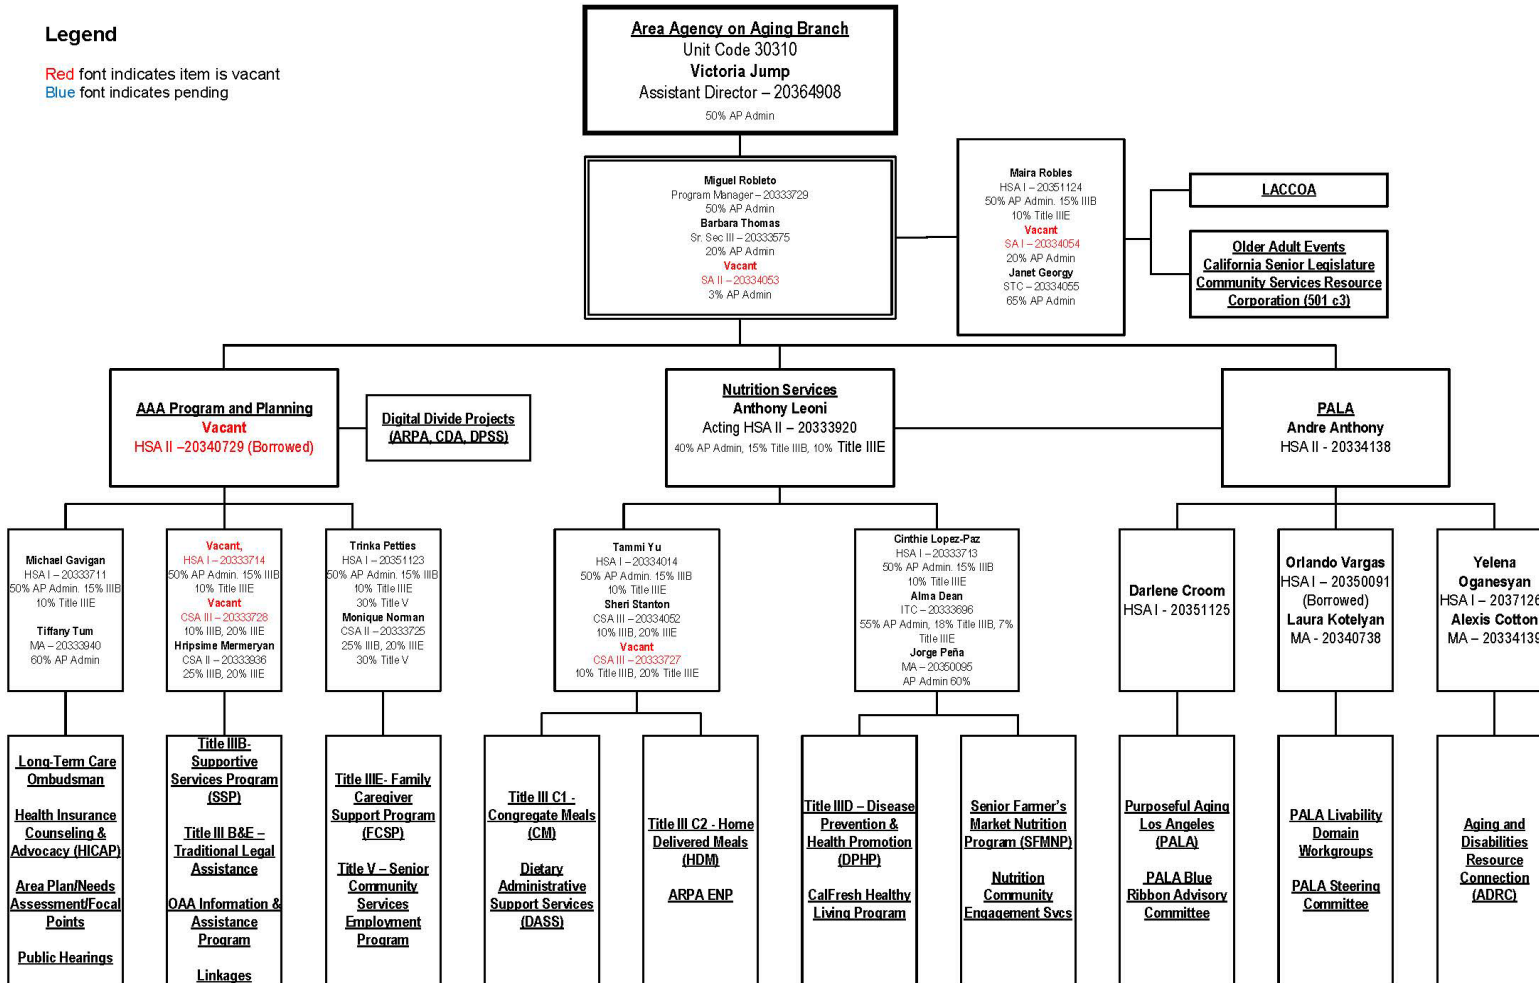 Legend
Red font indicates item is vacant
Blue font indicates pending
Area Agency on Aging Branch
Unit Code 30310
Victoria Jump
Assistant Director – 20364908
50% AP Admin
Miguel Robleto
Program Manager – 20333729
50% AP Admin
Barbara Thomas
Sr. Sec III – 20333575
20% AP Admin
Vacant
SA II – 20334053
3% AP Admin
Maira Robles
HSA I – 20351124
50% AP Admin. 15% IIIB
10% Title IIIE
Vacant
SA I – 20334054
20% AP Admin
Janet Georgy
STC – 20334055
65% AP Admin
LACCOA
Older Adult Events
California Senior Legislature
Community Services Resource
Corporation (501 c3)
AAA Program and Planning
Vacant
HSA II –20340729 (Borrowed)
Digital Divide Projects
(ARPA, CDA, DPSS)
Nutrition Services
Anthony Leoni
Acting HSA II – 20333920
40% AP Admin, 15% Title IIIB, 10% Title IIIE
PALA
Andre Anthony
HSA II - 20334138
Michael Gavigan
HSA I – 20333711
50% AP Admin. 15% IIIB
10% Title IIIE
Tiffany Tum
MA – 20333940
60% AP Admin
Vacant,
HSA I – 20333714
50% AP Admin. 15% IIIB
10% Title IIIE
Vacant
CSA III – 20333728
10% IIIB, 20% IIIE
Hripsime Mermeryan
CSA II – 20333936
25% IIIB, 20% IIIE
Trinka Petties
HSA I – 20351123
50% AP Admin. 15% IIIB
10% Title IIIE
30% Title V
Monique Norman
CSA II – 20333725
25% IIIB, 20% IIIE
30% Title V
Tammi Yu
HSA I – 20334014
50% AP Admin. 15% IIIB
10% Title IIIE
Sheri Stanton
CSA III – 20334052
10% IIIB, 20% IIIE
Vacant
CSA III – 20333727
10% Title IIIB, 20% Title IIIE
Cinthie Lopez-Paz
HSA I – 20333713
50% AP Admin. 15% IIIB
10% Title IIIE
Alma Dean
ITC – 20333696
55% AP Admin, 18% Title IIIB, 7%
Title IIIE
Jorge Peña
MA – 20350095
AP Admin 60%
Darlene Croom
HSA I - 20351125
Orlando Vargas
HSA I – 20350091
(Borrowed)
Laura Kotelyan
MA - 20340738
Yelena
Oganesyan
HSA I – 2037126
Alexis Cotton
MA – 20334139
Long-Term Care
Ombudsman
Health Insurance
Counseling &
Advocacy (HICAP)
Area Plan/Needs
Assessment/Focal
Points
Public Hearings
Title IIIB-
Supportive
Services Program
(SSP)
Title III B&E –
Traditional Legal
Assistance
OAA Information &
Assistance
Program
Linkages
Title IIIE- Family
Caregiver
Support Program
(FCSP)
Title V – Senior
Community
Services
Employment
Program
Title III C1 -
Congregate Meals
(CM)
Dietary
Administrative
Support Services
(DASS)
Title III C2 - Home
Delivered Meals
(HDM)
ARPA ENP
Title IIID – Disease
Prevention &
Health Promotion
(DPHP)
CalFresh Healthy
Living Program
Senior Farmer's
Market Nutrition
Program (SFMNP)
Nutrition
Community
Engagement Svcs
Purposeful Aging
Los Angeles
(PALA)
PALA Blue
Ribbon Advisory
Committee
PALA Livability
Domain
Workgroups
PALA Steering
Committee
Aging and
Disabilities
Resource
Connection
(ADRC)